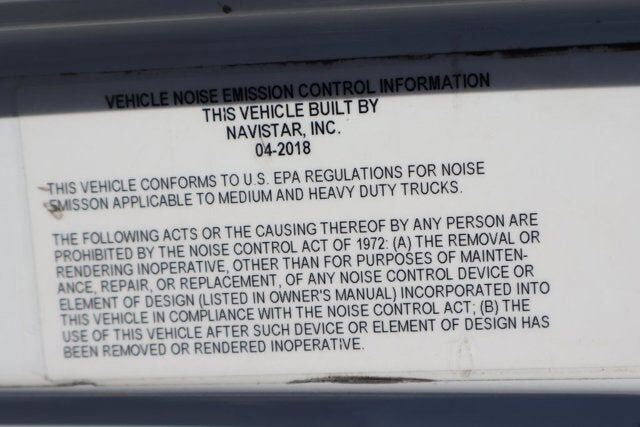 VEHICLE NOISE EMISSION CONTROL INFORMATION
THIS VEHICLE BUILT BY
NAVISTAR, INC.
04-2018
THIS VEHICLE CONFORMS TO U.S. EPA REGULATIONS FOR NOISE
EMISSON APPLICABLE TO MEDIUM AND HEAVY DUTY TRUCKS.
THE FOLLOWING ACTS OR THE CAUSING THEREOF BY ANY PERSON ARE
PROHIBITED BY THE NOISE CONTROL ACT OF 1972: (A) THE REMOVAL OR
RENDERING INOPERATIVE, OTHER THAN FOR PURPOSES OF MAINTEN-
ANCE, REPAIR, OR REPLACEMENT, OF ANY NOISE CONTROL DEVICE OR
ELEMENT OF DESIGN (LISTED IN OWNER'S MANUAL) INCORPORATED INTO
THIS VEHICLE IN COMPLIANCE WITH THE NOISE CONTROL ACT; (B) THE
USE OF THIS VEHICLE AFTER SUCH DEVICE OR ELEMENT OF DESIGN HAS
BEEN REMOVED OR RENDERED INOPERATIVE.